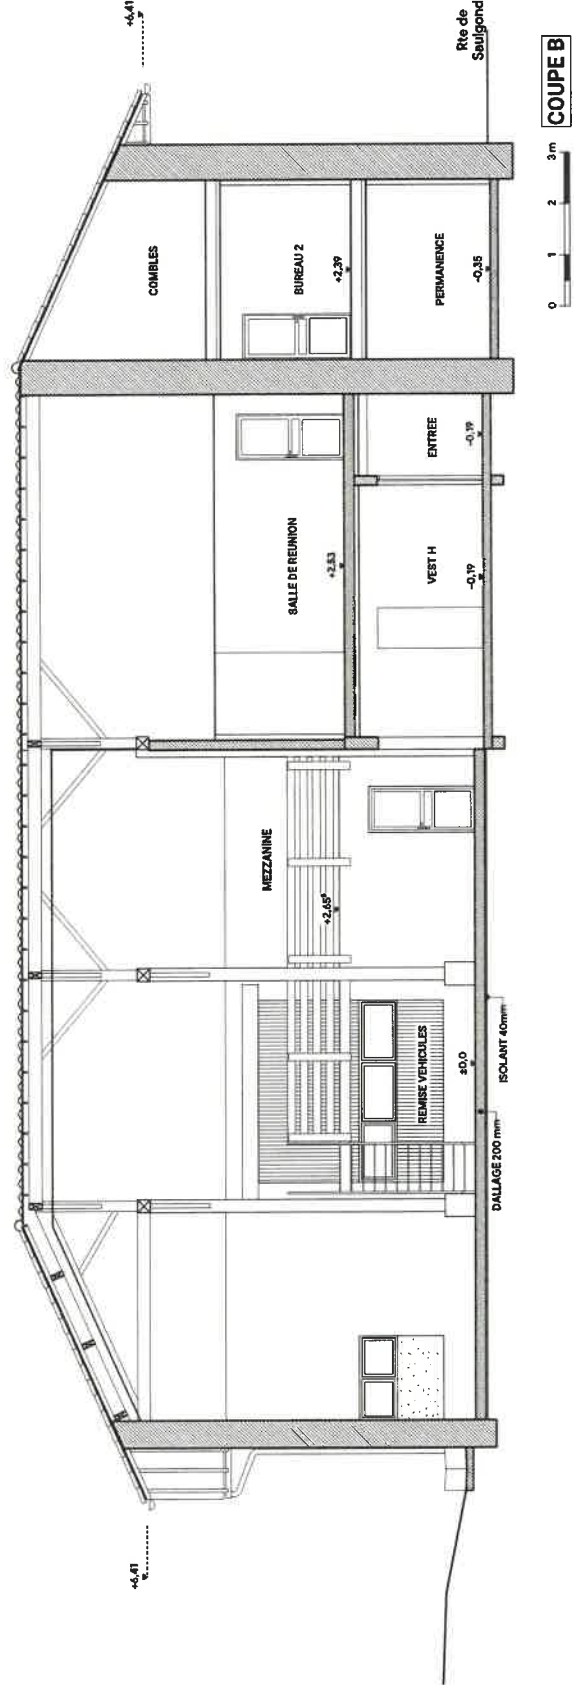 +6,41
+6,41
Rte de
Saulgond
COMBLES
BUREAU 2
+2,39
PERMANENCE
-0,35
SALLE DE REUNION
+2,53
ENTREE
-0,19
VEST H
-0,19
MEZZANINE
+2,65⁵
REMISE VEHICULES
±0,0
ISOLANT 40mm
DALLAGE 200 mm
COUPE B
0 1 2 3 m